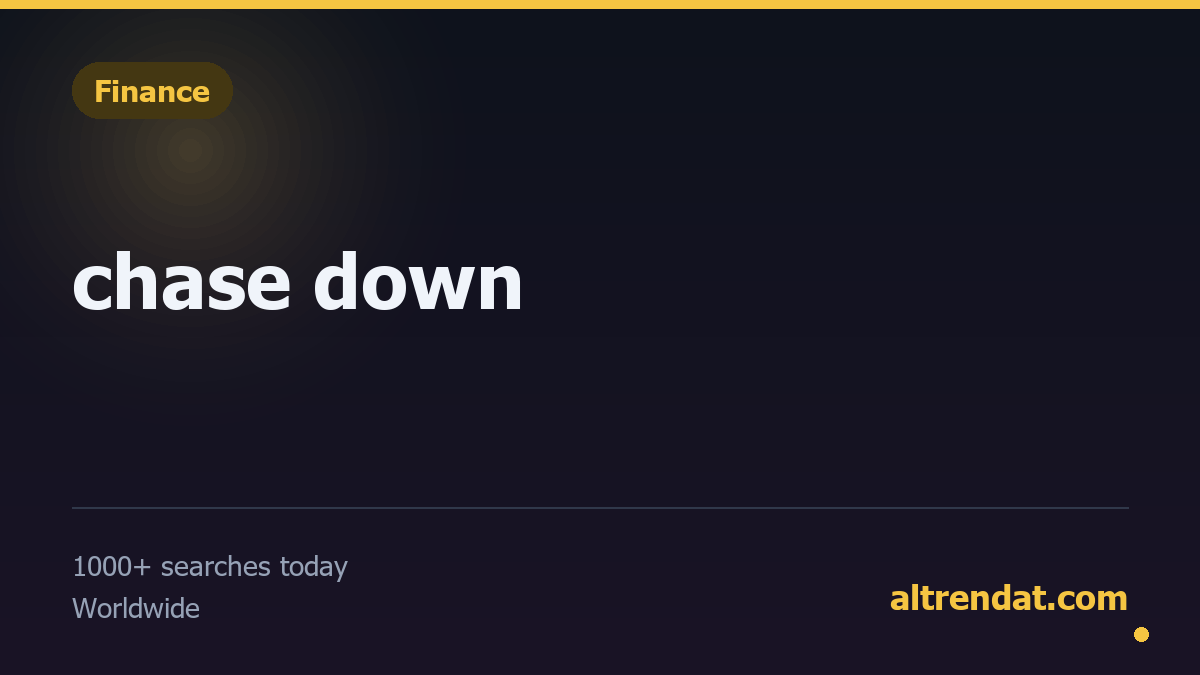 Finance
chase down
1000+ searches today
Worldwide
altrendat.com